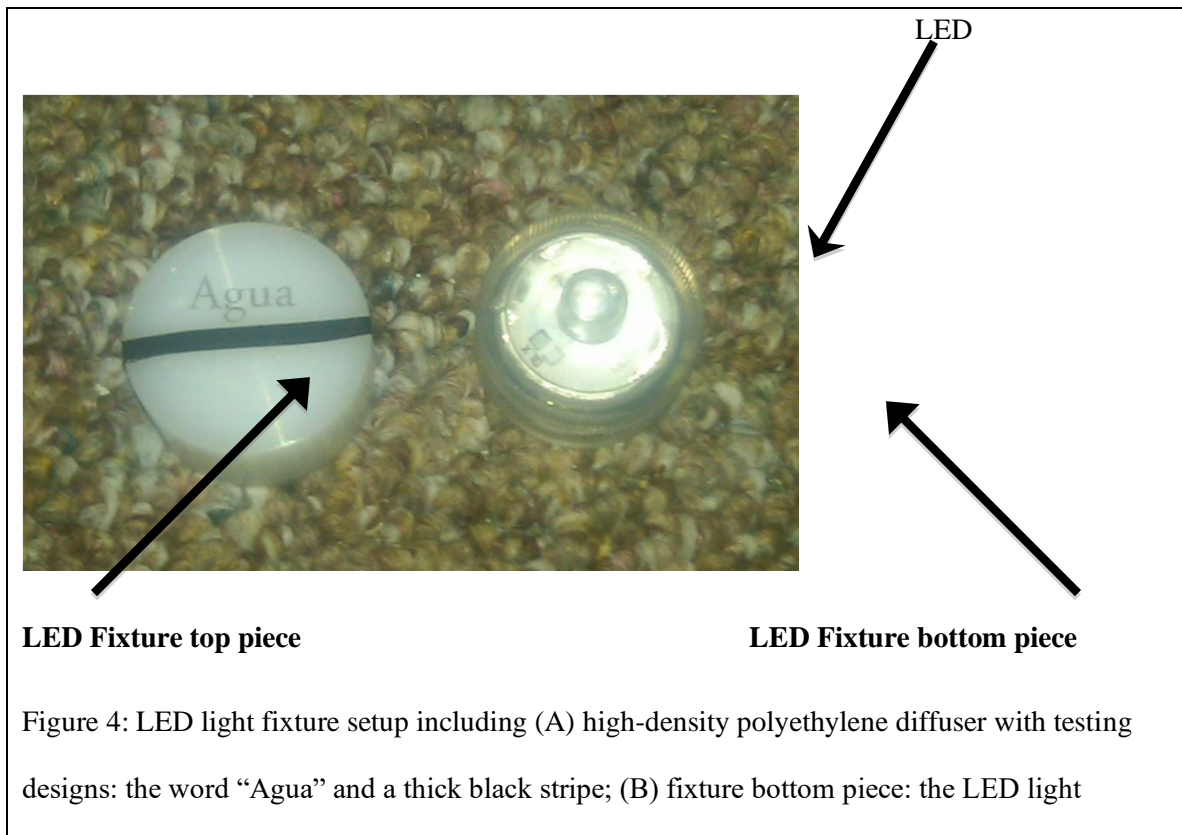 LED
Agua
LED Fixture top piece
LED Fixture bottom piece
Figure 4: LED light fixture setup including (A) high-density polyethylene diffuser with testing
designs: the word “Agua” and a thick black stripe; (B) fixture bottom piece: the LED light